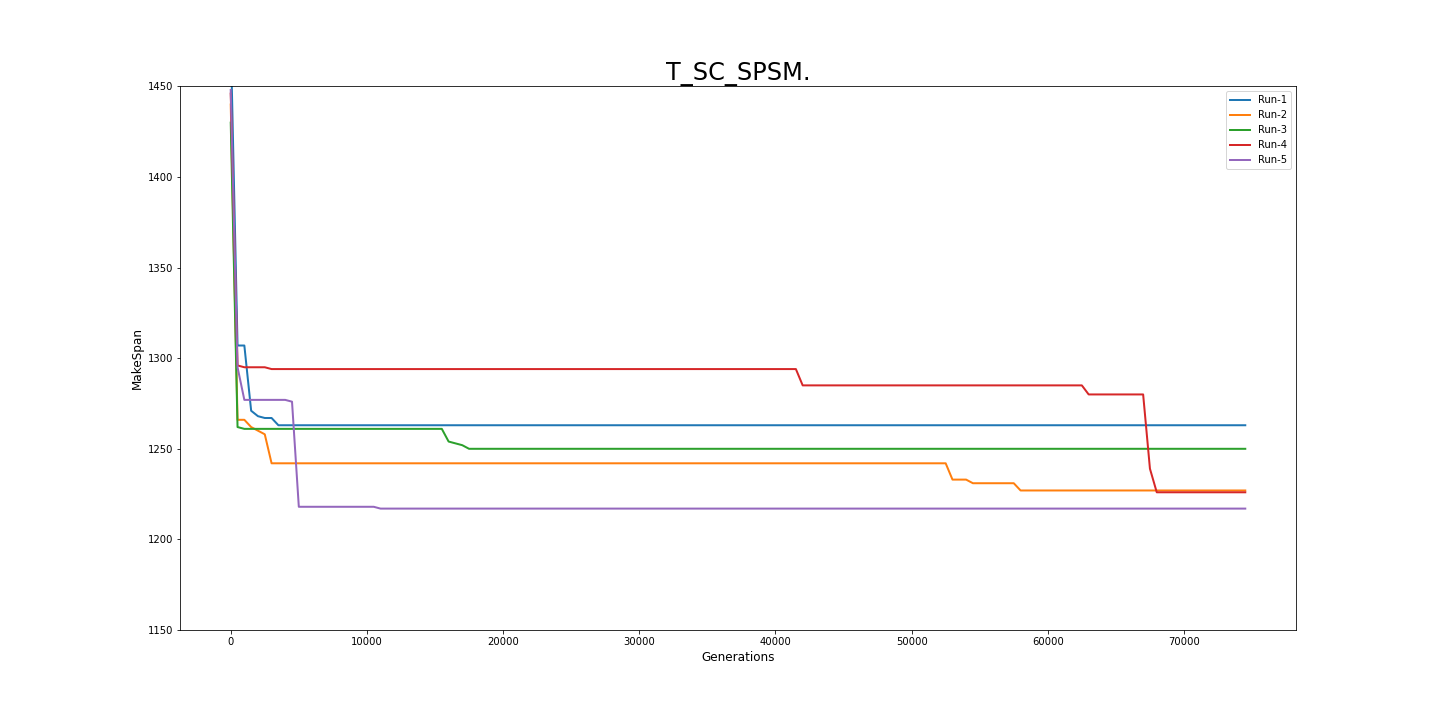 T_SC_SPSM.
1450
1400
1350
1300
1250
1200
1150
MakeSpan
0 10000 20000 30000 40000 50000 60000 70000
Generations
Run-1
Run-2
Run-3
Run-4
Run-5